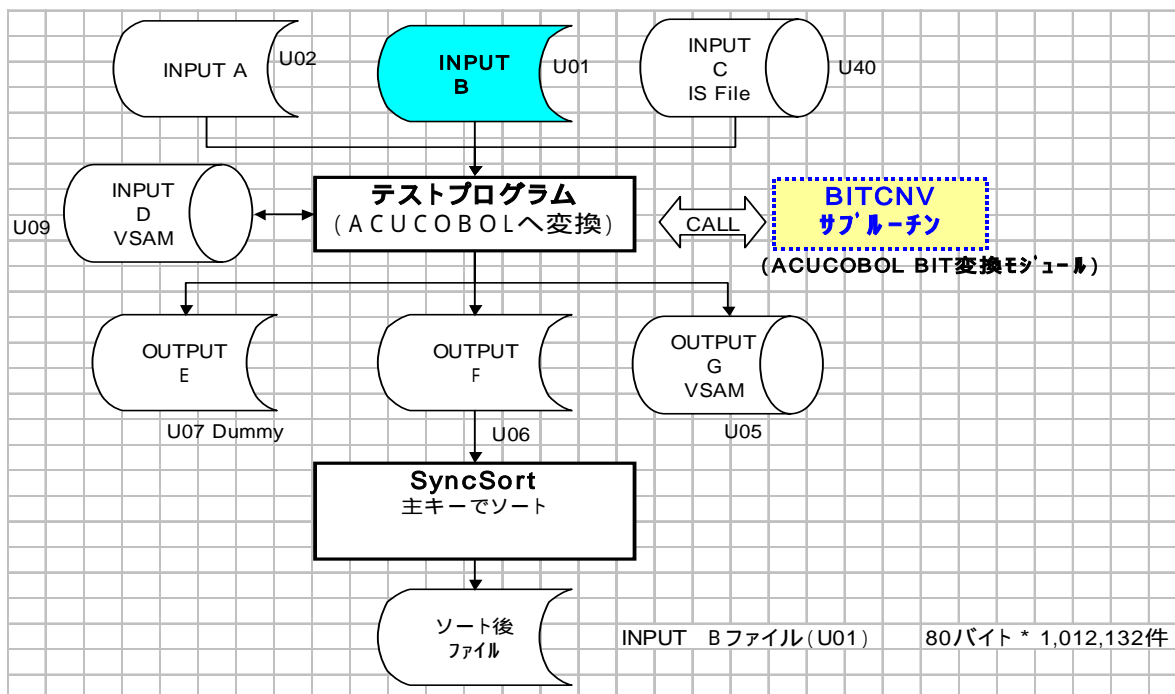 INPUT A
U02
INPUT
B
U01
INPUT
C
IS File
U40
INPUT
D
VSAM
U09
テストプログラム
(ACUCOBOLへ変換)
CALL
BITCNV
サブルーチン
(ACUCOBOL BIT変換モジュール)
OUTPUT
E
U07 Dummy
OUTPUT
F
U06
OUTPUT
G
VSAM
U05
SyncSort
主キーでソート
ソート後
ファイル
INPUT Bファイル(U01) 80バイト * 1,012,132件